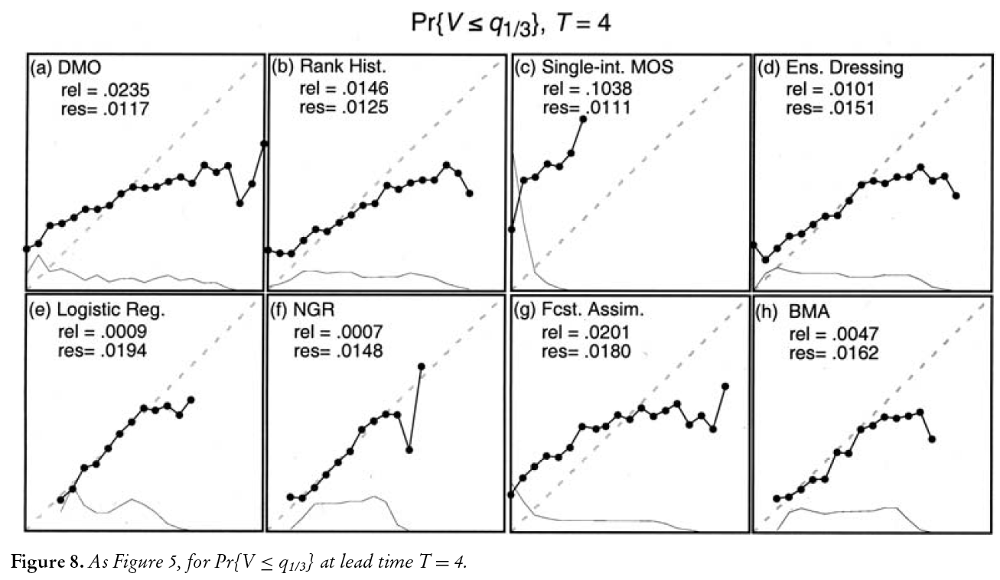 Pr{V ≤ q1/3}, T = 4
(a) DMO
rel = .0235
res= .0117
(b) Rank Hist.
rel = .0146
res= .0125
(c) Single-int. MOS
rel = .1038
res= .0111
(d) Ens. Dressing
rel = .0101
res= .0151
(e) Logistic Reg.
rel = .0009
res= .0194
(f) NGR
rel = .0007
res= .0148
(g) Fcst. Assim.
rel = .0201
res= .0180
(h) BMA
rel = .0047
res= .0162
Figure 8. As Figure 5, for Pr{V ≤ q1/3} at lead time T = 4.